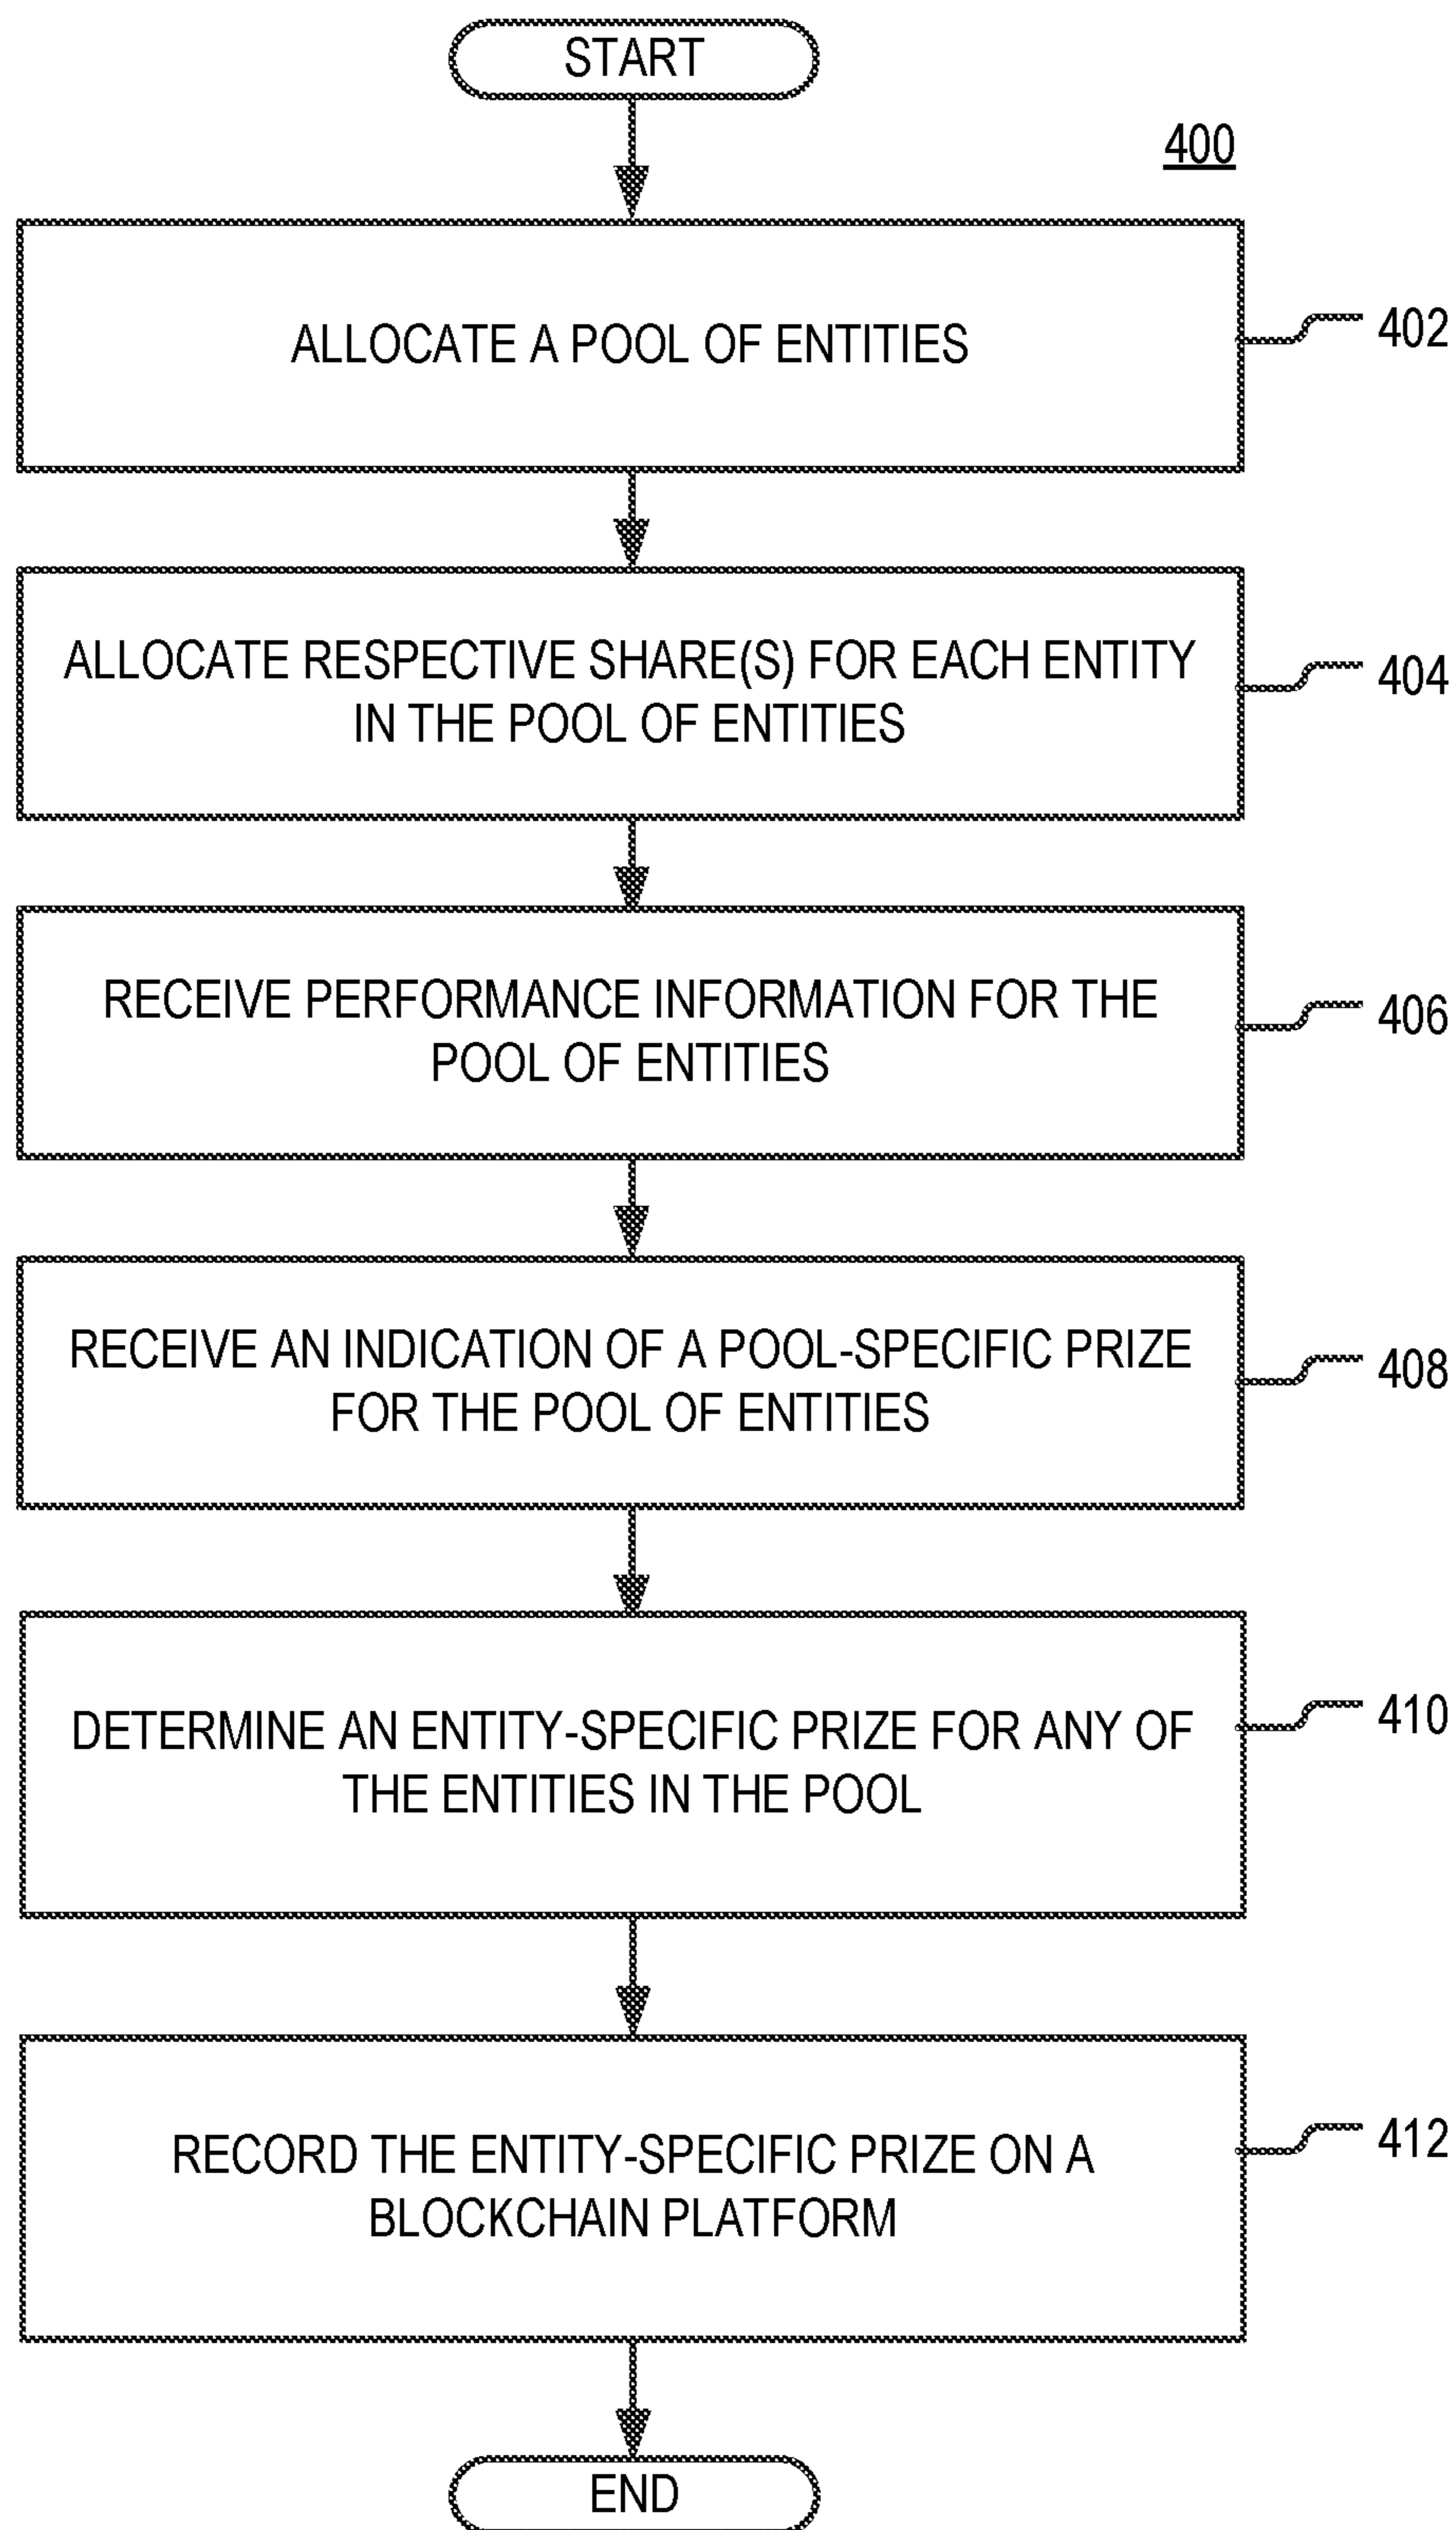 START
400
ALLOCATE A POOL OF ENTITIES
402
ALLOCATE RESPECTIVE SHARE(S) FOR EACH ENTITY
IN THE POOL OF ENTITIES
404
RECEIVE PERFORMANCE INFORMATION FOR THE
POOL OF ENTITIES
406
RECEIVE AN INDICATION OF A POOL-SPECIFIC PRIZE
FOR THE POOL OF ENTITIES
408
DETERMINE AN ENTITY-SPECIFIC PRIZE FOR ANY OF
THE ENTITIES IN THE POOL
410
RECORD THE ENTITY-SPECIFIC PRIZE ON A
BLOCKCHAIN PLATFORM
412
END